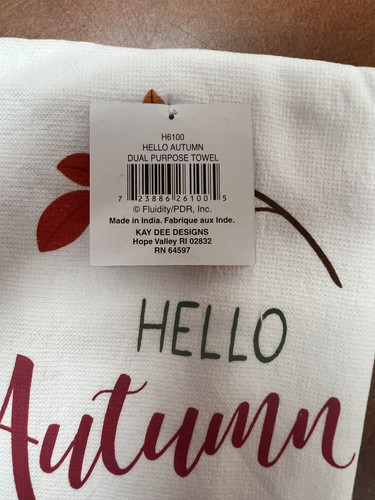 H6100
HELLO AUTUMN
DUAL PURPOSE TOWEL
7 23886 26100 5
© Fluidity/PDR, Inc.
Made in India. Fabrique aux Inde.
KAY DEE DESIGNS
Hope Valley RI 02832
RN 64597
HELLO
Autumn